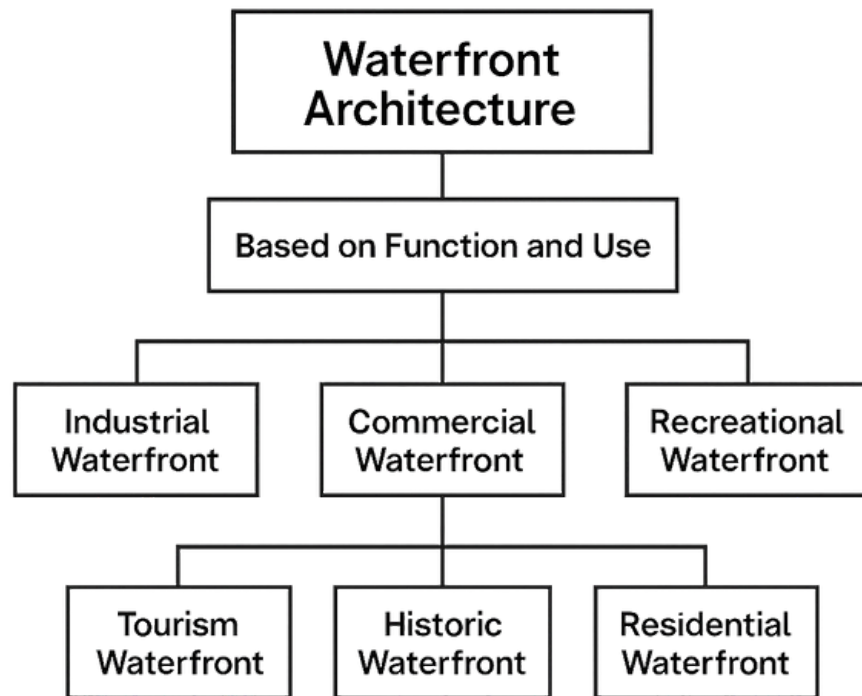 Waterfront
Architecture
Based on Function and Use
Industrial
Waterfront
Commercial
Waterfront
Recreational
Waterfront
Tourism
Waterfront
Historic
Waterfront
Residential
Waterfront